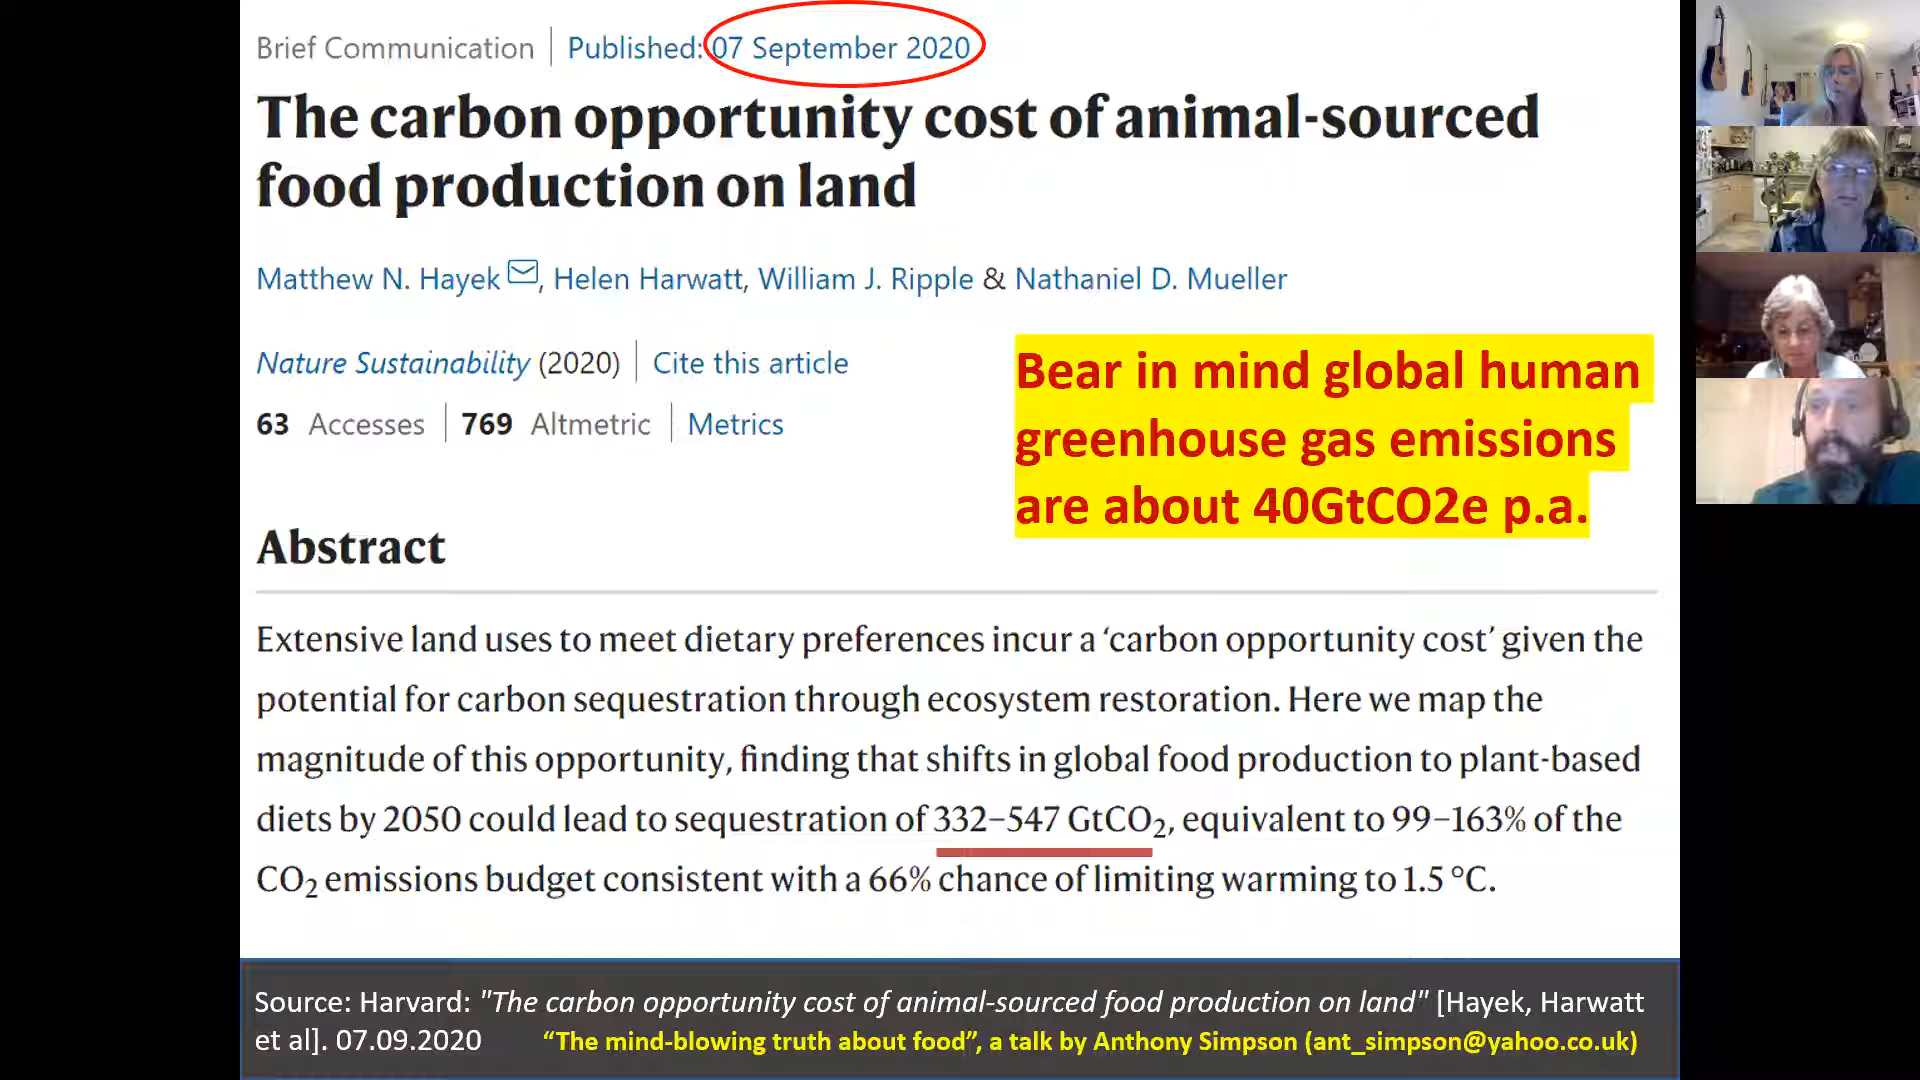 Brief Communication | Published: 07 September 2020
The carbon opportunity cost of animal-sourced
food production on land
Matthew N. Hayek, Helen Harwatt, William J. Ripple & Nathaniel D. Mueller
Nature Sustainability (2020) | Cite this article
63 Accesses | 769 Altmetric | Metrics
Bear in mind global human
greenhouse gas emissions
are about 40GtCO2e p.a.
Abstract
Extensive land uses to meet dietary preferences incur a ‘carbon opportunity cost’ given the
potential for carbon sequestration through ecosystem restoration. Here we map the
magnitude of this opportunity, finding that shifts in global food production to plant-based
diets by 2050 could lead to sequestration of 332–547 GtCO₂, equivalent to 99–163% of the
CO₂ emissions budget consistent with a 66% chance of limiting warming to 1.5 °C.
Source: Harvard: "The carbon opportunity cost of animal-sourced food production on land" [Hayek, Harwatt
et al]. 07.09.2020 “The mind-blowing truth about food”, a talk by Anthony Simpson (ant_simpson@yahoo.co.uk)